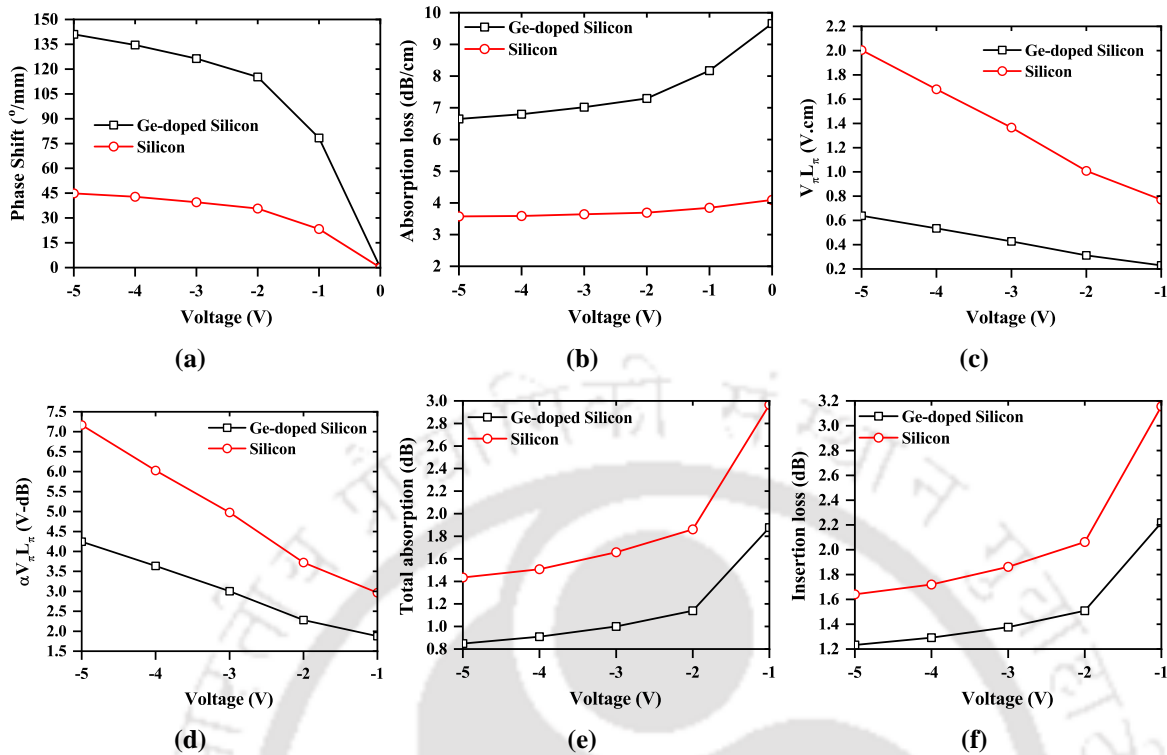 Phase Shift (°/mm)
150
135
120
105
90
75
60
45
30
15
0
Ge-doped Silicon
Silicon
-5 -4 -3 -2 -1 0
Voltage (V)
(a)
Absorption loss (dB/cm)
10
9
8
7
6
5
4
3
2
Ge-doped Silicon
Silicon
-5 -4 -3 -2 -1 0
Voltage (V)
(b)
VπLπ (V.cm)
2.2
2.0
1.8
1.6
1.4
1.2
1.0
0.8
0.6
0.4
0.2
Ge-doped Silicon
Silicon
-5 -4 -3 -2 -1
Voltage (V)
(c)
αVπLπ (V-dB)
7.5
7.0
6.5
6.0
5.5
5.0
4.5
4.0
3.5
3.0
2.5
2.0
1.5
Ge-doped Silicon
Silicon
-5 -4 -3 -2 -1
Voltage (V)
(d)
Total absorption (dB)
3.0
2.8
2.6
2.4
2.2
2.0
1.8
1.6
1.4
1.2
1.0
0.8
Ge-doped Silicon
Silicon
-5 -4 -3 -2 -1
Voltage (V)
(e)
Insertion loss (dB)
3.2
3.0
2.8
2.6
2.4
2.2
2.0
1.8
1.6
1.4
1.2
Ge-doped Silicon
Silicon
-5 -4 -3 -2 -1
Voltage (V)
(f)